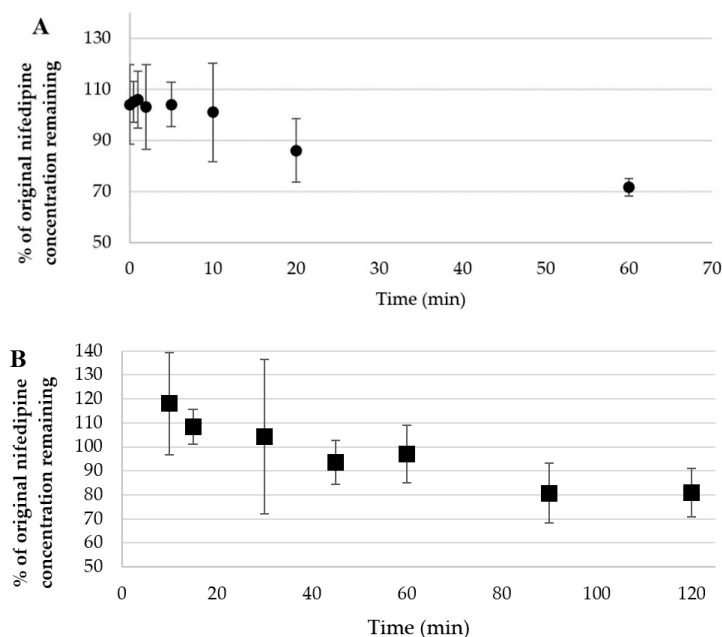 A
% of original nifedipine
concentration remaining
130
110
90
70
50
0 10 20 30 40 50 60 70
Time (min)
B
% of original nifedipine
concentration remaining
140
130
120
110
100
90
80
70
60
50
0 20 40 60 80 100 120
Time (min)